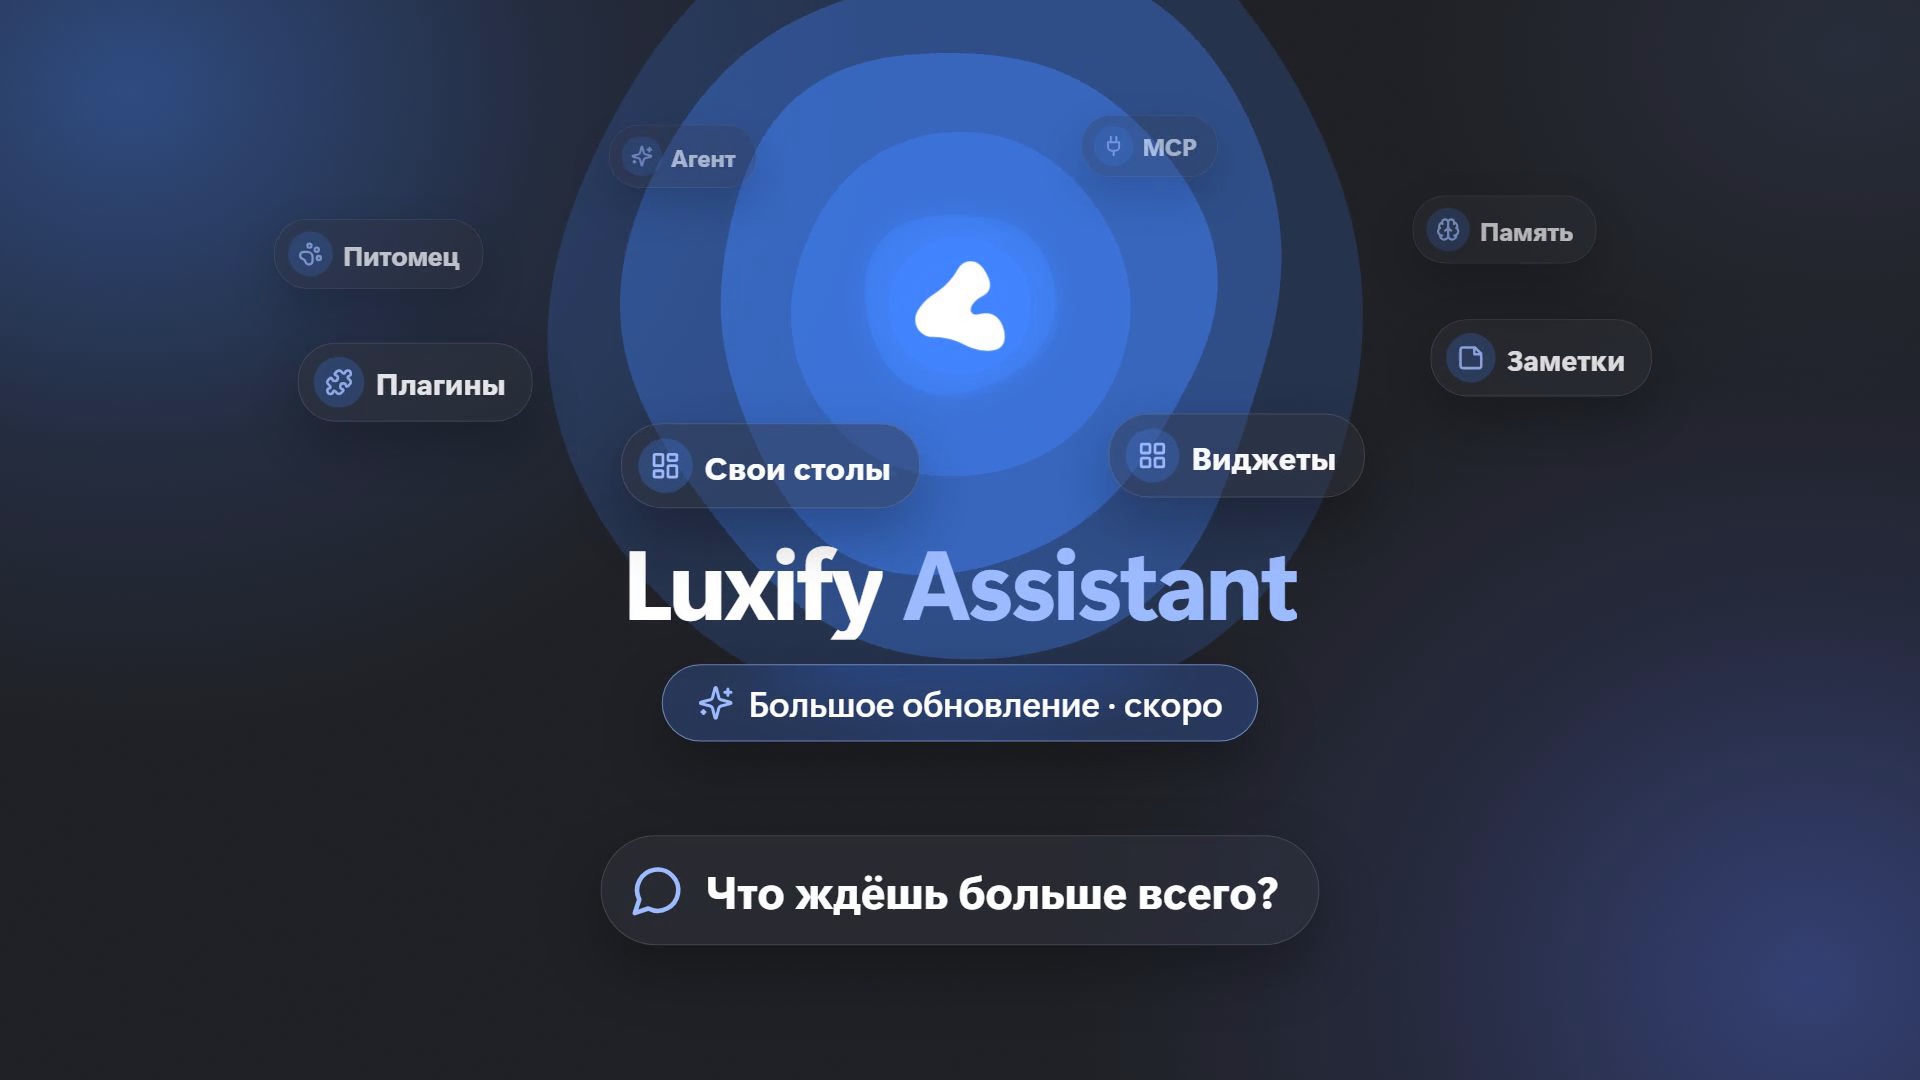 Агент
MCP
Питомец
Память
Плагины
Заметки
Свои столы
Виджеты
Luxify Assistant
Большое обновление · скоро
Что ждёшь больше всего?